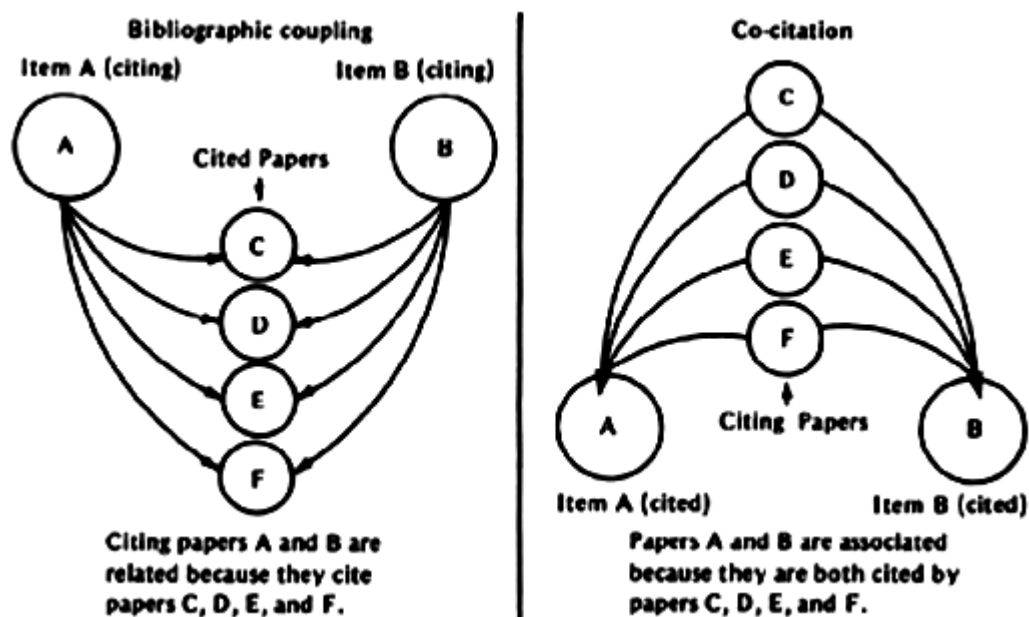 Bibliographic coupling
Item A (citing)
Item B (citing)
A
B
Cited Papers
C
D
E
F
Citing papers A and B are
related because they cite
papers C, D, E, and F.
Co-citation
C
D
E
F
A
Citing Papers
B
Item A (cited)
Item B (cited)
Papers A and B are associated
because they are both cited by
papers C, D, E, and F.